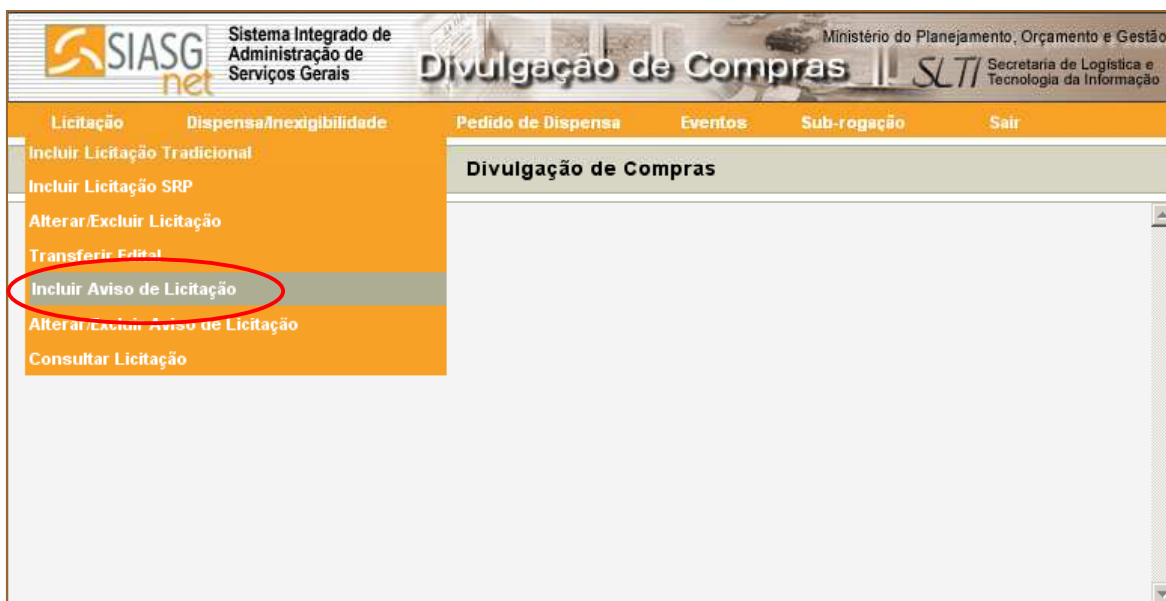 SIASG
net
Sistema Integrado de
Administração de
Serviços Gerais
Divulgação de Compras
Ministério do Planejamento, Orçamento e Gestão
SLTI
Secretaria de Logística e
Tecnologia da Informação
Licitação Dispensa/Inexigibilidade Pedido de Dispensa Eventos Sub-rogação Sair
Divulgação de Compras
Incluir Licitação Tradicional
Incluir Licitação SRP
Alterar/Excluir Licitação
Transferir Edital
Incluir Aviso de Licitação
Alterar/Excluir Aviso de Licitação
Consultar Licitação